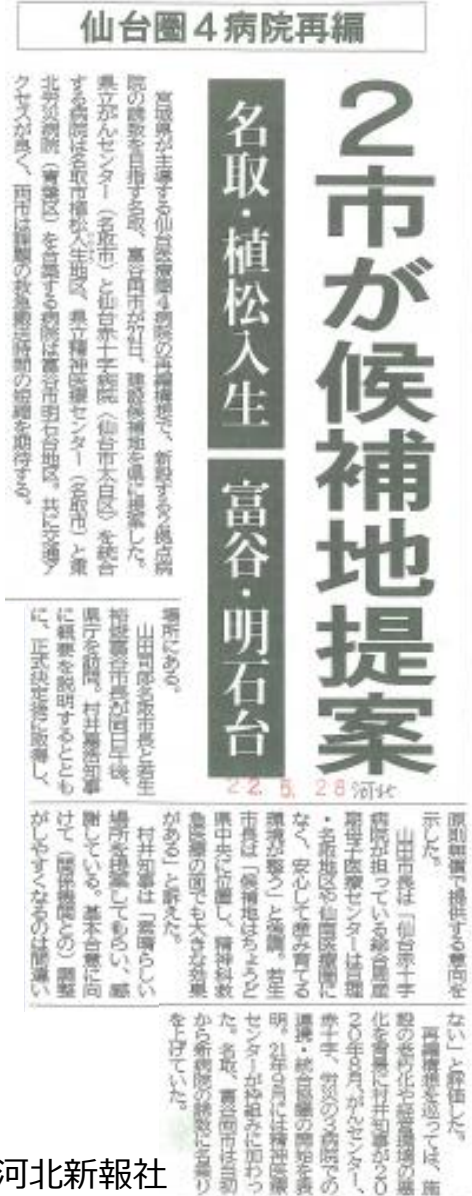 仙台圏4病院再編
2市が候補地提案
名取・植松入生
富谷・明石台
22.5.28 河北
宮城県が主導する仙台医療圏4病院の再編構想で、新設する2拠点病
院の誘致を目指す名取、富谷両市が27日、建設候補地を県に提案した。
県立がんセンター(名取市)と仙台赤十字病院(仙台市太白区)を統合
する病院は名取市植松入生地区、県立精神医療センター(名取市)と東
北労災病院(青葉区)を合築する病院は富谷市明石台地区。共に交通ア
クセスが良く、両市は課題の救急搬送時間の短縮を期待する。
場所にある。
山田司郎名取市長と若生
裕俊富谷市長が同日午後、
県庁を訪問。村井嘉浩知事
に概要を説明するととも
に、正式決定後に取得し、
原則無償で提供する意向を
示した。
山田市長は「仙台赤十字
病院が担っている総合周産
期母子医療センターは亘理
・名取地区や仙南医療圏に
なく、安心して産み育てる
環境が整う」と強調。若生
市長は「候補地はちょうど
県中央に位置し、精神科救
急医療の面でも大きな効果
がある」と訴えた。
村井知事は「素晴らしい
場所を提案してもらい、感
謝している。基本合意に向
けて(関係機関との)調整
がしやすくなるのは間違い
ない」と評価した。
再編構想を巡っては、施
設の老朽化や経営環境の悪
化を背景に村井知事が20
20年8月、がんセンター、
赤十字、労災の3病院での
連携・統合協議の開始を表
明。21年9月には精神医療
センターが枠組みに加わっ
た。名取、富谷両市は当初
から新病院の誘致に名乗り
を上げていた。
河北新報社